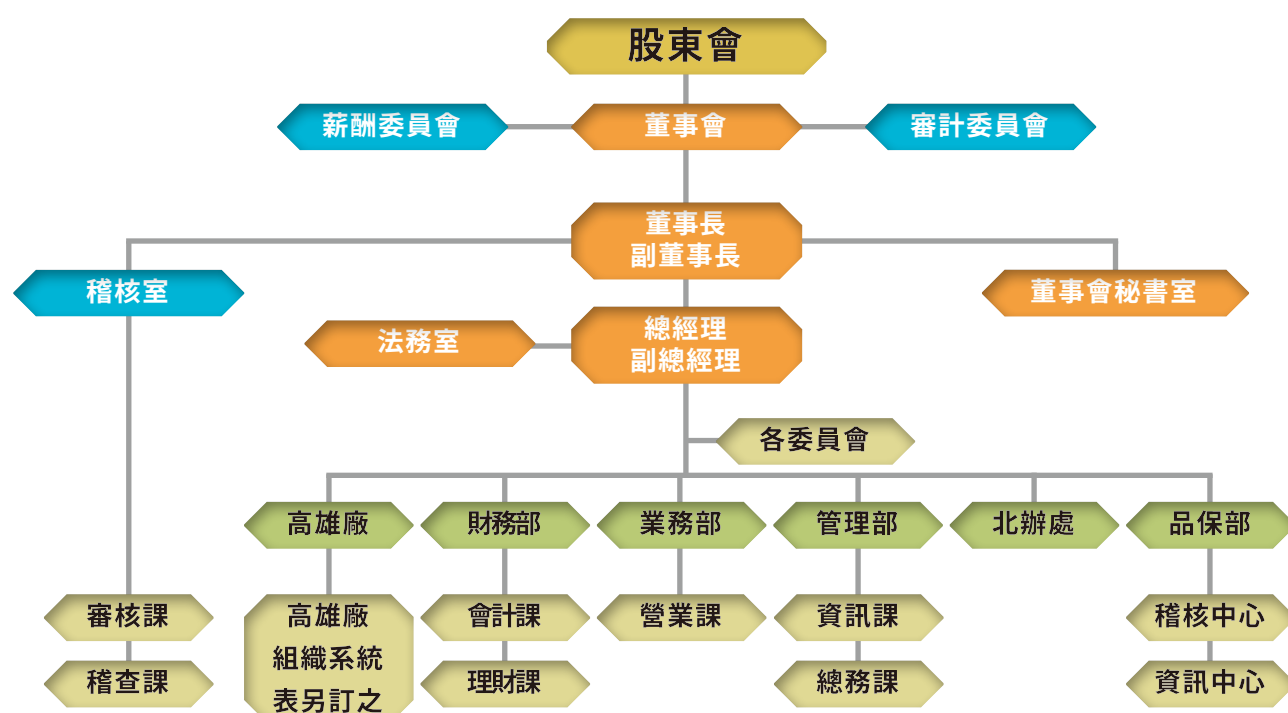 股東會
薪酬委員會
董事會
審計委員會
董事長
副董事長
稽核室
董事會秘書室
總經理
副總經理
法務室
各委員會
高雄廠
財務部
業務部
管理部
北辦處
品保部
審核課
高雄廠
組織系統
表另訂之
會計課
營業課
資訊課
稽核中心
稽查課
理財課
總務課
資訊中心